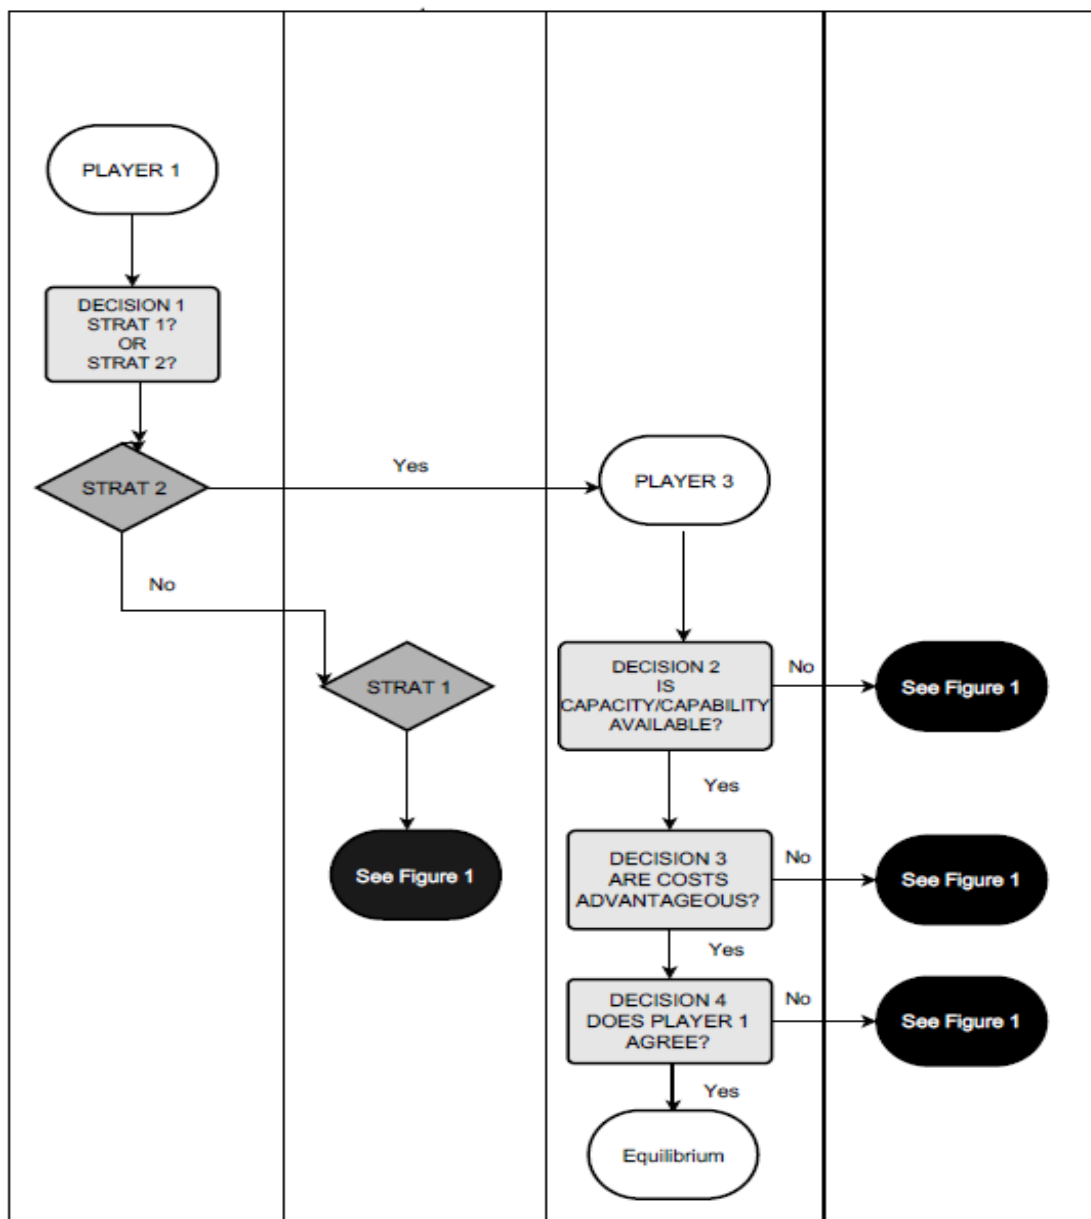 PLAYER 1
DECISION 1
STRAT 1?
OR
STRAT 2?
STRAT 2
Yes
PLAYER 3
No
STRAT 1
See Figure 1
DECISION 2
IS
CAPACITY/CAPABILITY
AVAILABLE?
No
See Figure 1
Yes
DECISION 3
ARE COSTS
ADVANTAGEOUS?
No
See Figure 1
Yes
DECISION 4
DOES PLAYER 1
AGREE?
No
See Figure 1
Yes
Equilibrium